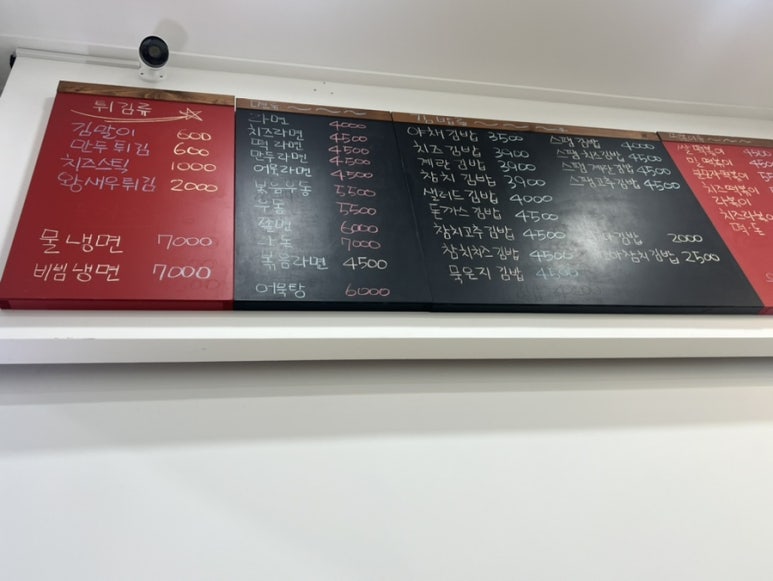 튀김류
김말이 600
만두튀김 600
치즈스틱 1000
왕새우튀김 2000
물냉면 7000
비빔냉면 7000
라면 4000
치즈라면 4500
떡라면 4500
만두라면 4500
어묵라면 4500
볶음우동 5,500
우동 5,500
쫄면 6000
7000
볶음라면 4500
어묵탕 6000
야채김밥 3500
치즈김밥 3900
계란김밥 3900
참치김밥 3900
샐러드김밥 4000
돈까스김밥 4500
참치고추김밥 4500
참치치즈김밥 4500
묵은지김밥 4500
스팸김밥 4000
스팸치즈김밥 4500
스팸계란김밥 4500
스팸고추김밥 4500
김밥 2000
참치김밥 2500
쌀떡볶이
치즈떡볶이
라볶이
치즈라볶이